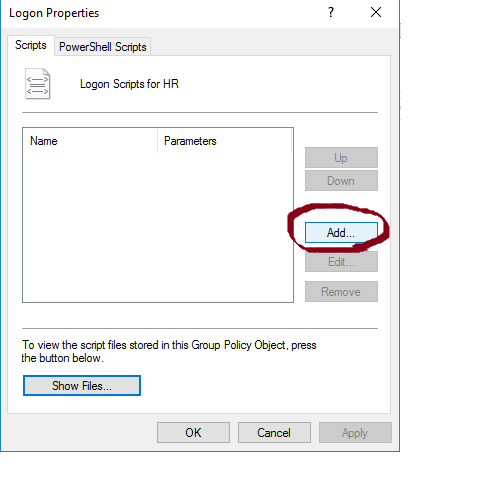 Logon Properties
?
Scripts
PowerShell Scripts
Logon Scripts for HR
Name
Parameters
Up
Down
Add...
Edit...
Remove
To view the script files stored in this Group Policy Object, press
the button below.
Show Files...
OK
Cancel
Apply